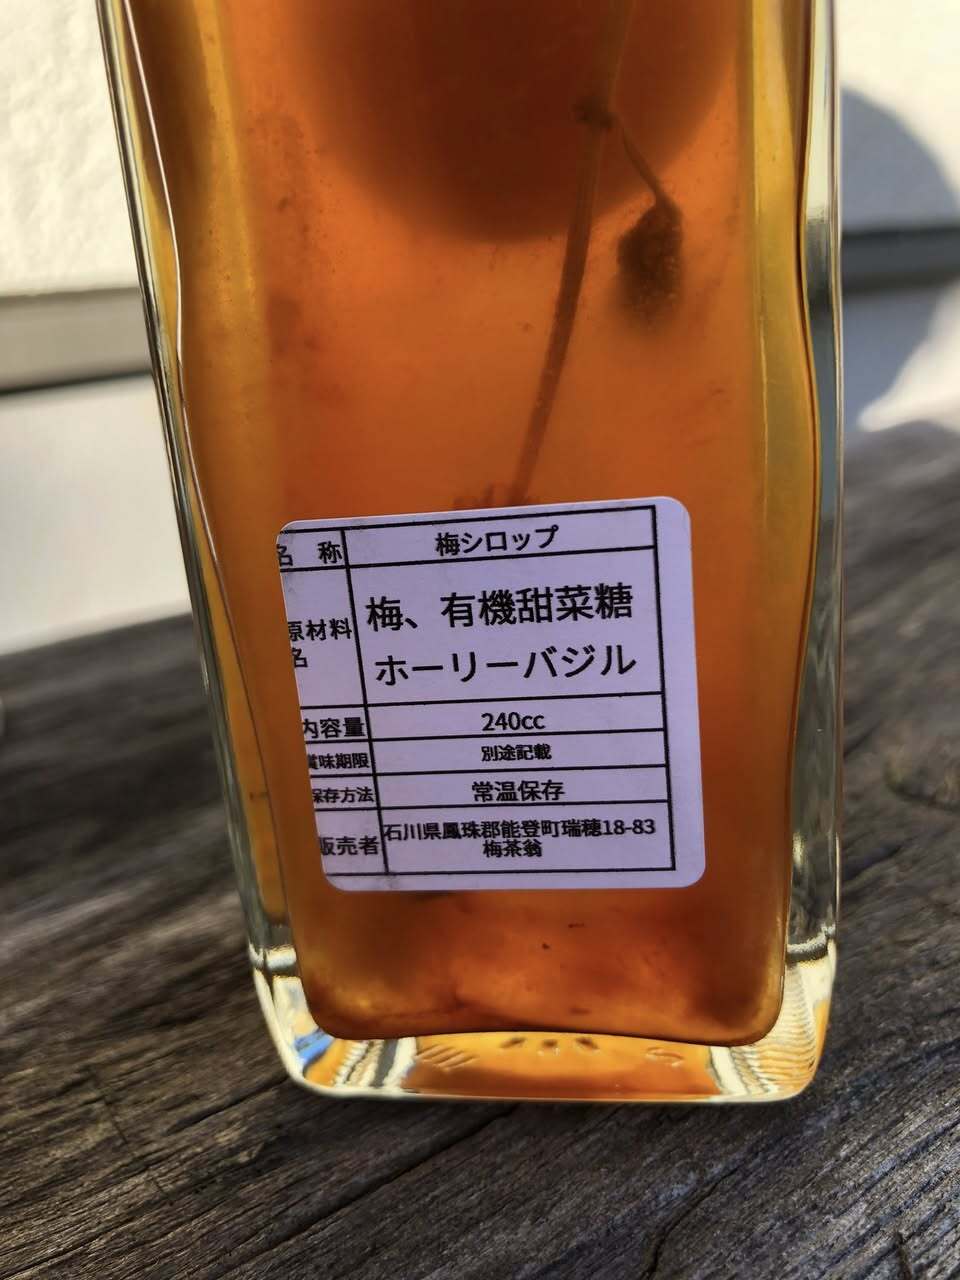 名 称 梅シロップ
原材料名 梅、有機甜菜糖
ホーリーバジル
内容量 240cc
賞味期限 別途記載
保存方法 常温保存
販売者 石川県鳳珠郡能登町瑞穂18-83
梅茶翁